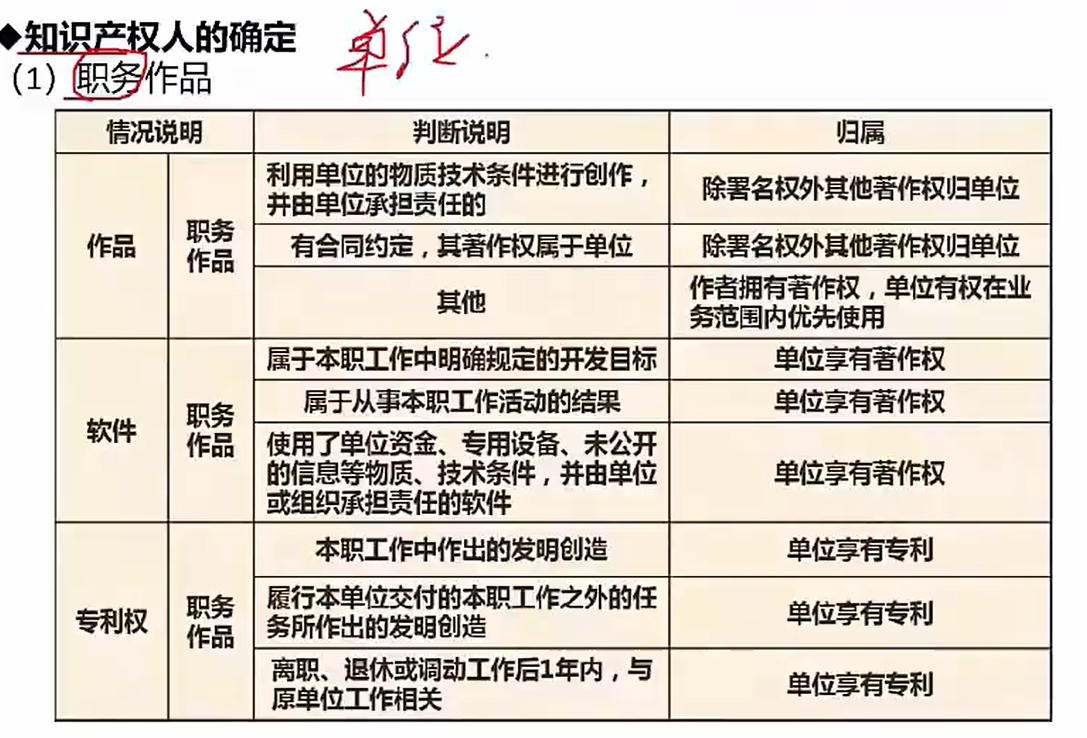 ◆知识产权人的确定
单位
(1) 职务作品
情况说明 判断说明 归属
作品
职务
作品
利用单位的物质技术条件进行创作，
并由单位承担责任的
除署名权外其他著作权归单位
有合同约定，其著作权属于单位
除署名权外其他著作权归单位
其他
作者拥有著作权，单位有权在业
务范围内优先使用
软件
职务
作品
属于本职工作中明确规定的开发目标
单位享有著作权
属于从事本职工作活动的结果
单位享有著作权
使用了单位资金、专用设备、未公开
的信息等物质、技术条件，并由单位
或组织承担责任的软件
单位享有著作权
专利权
职务
作品
本职工作中作出的发明创造
单位享有专利
履行本单位交付的本职工作之外的任
务所作出的发明创造
单位享有专利
离职、退休或调动工作后1年内，与
原单位工作相关
单位享有专利